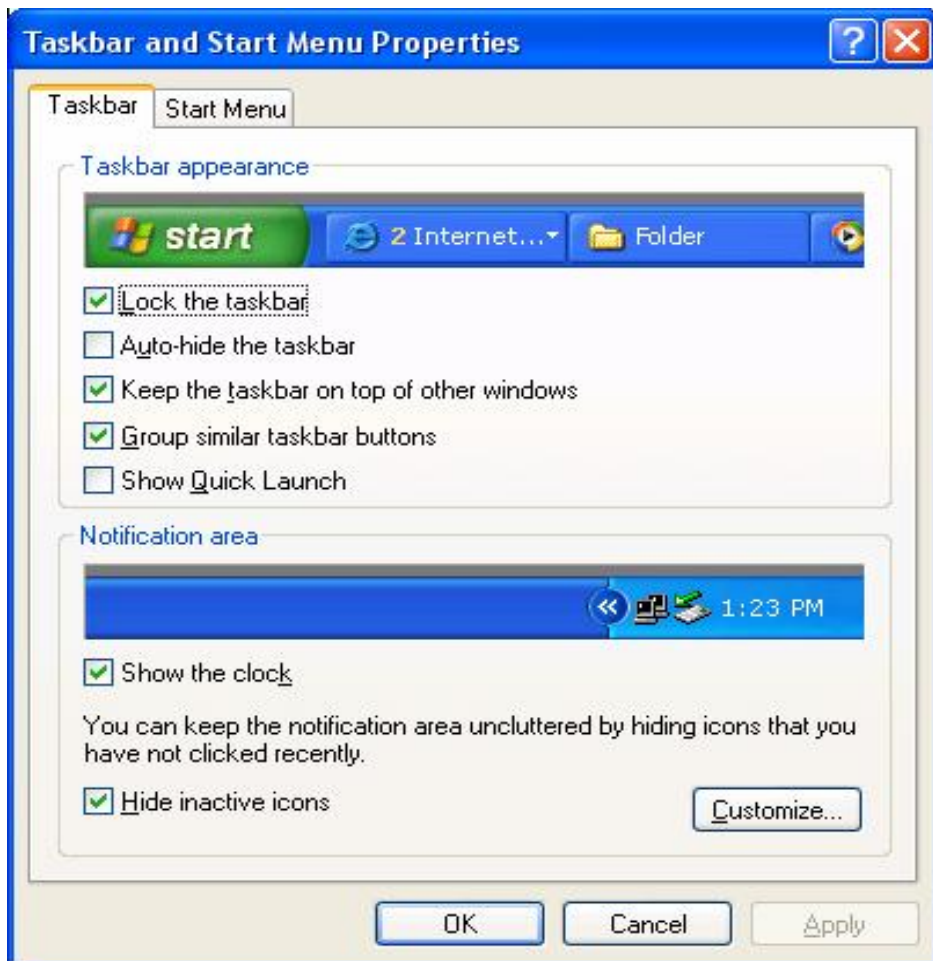 Taskbar and Start Menu Properties
Taskbar
Start Menu
Taskbar appearance
start
2 Internet...
Folder
Lock the taskbar
Auto-hide the taskbar
Keep the taskbar on top of other windows
Group similar taskbar buttons
Show Quick Launch
Notification area
1:23 PM
Show the clock
You can keep the notification area uncluttered by hiding icons that you
have not clicked recently.
Hide inactive icons
Customize...
OK
Cancel
Apply